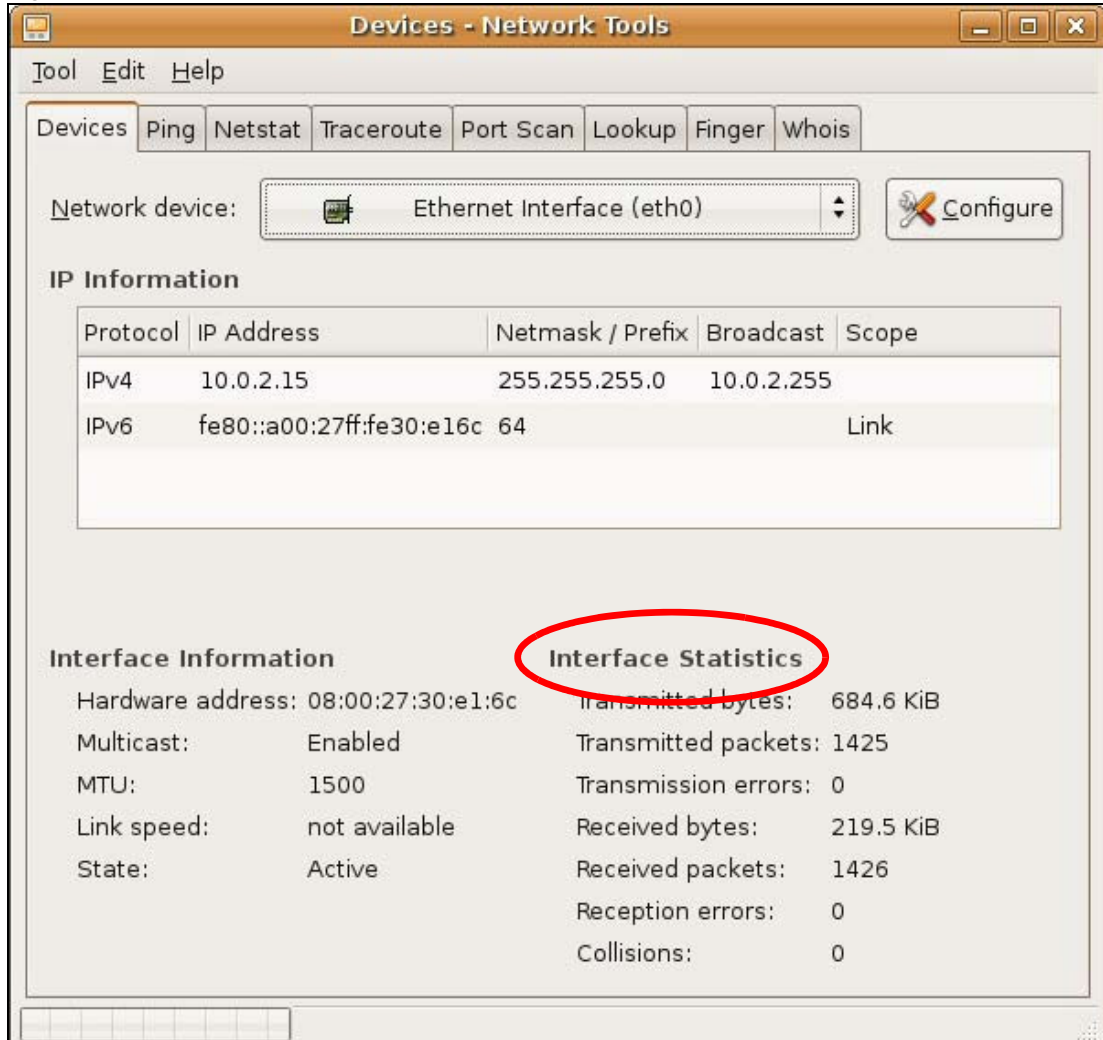 Devices - Network Tools
Tool Edit Help
Devices Ping Netstat Traceroute Port Scan Lookup Finger Whois
Network device: Ethernet Interface (eth0) Configure
IP Information
Protocol IP Address Netmask / Prefix Broadcast Scope
IPv4 10.0.2.15 255.255.255.0 10.0.2.255
IPv6 fe80::a00:27ff:fe30:e16c 64 Link
Interface Information Interface Statistics
Hardware address: 08:00:27:30:e1:6c Transmitted bytes: 684.6 KiB
Multicast: Enabled Transmitted packets: 1425
MTU: 1500 Transmission errors: 0
Link speed: not available Received bytes: 219.5 KiB
State: Active Received packets: 1426
Reception errors: 0
Collisions: 0